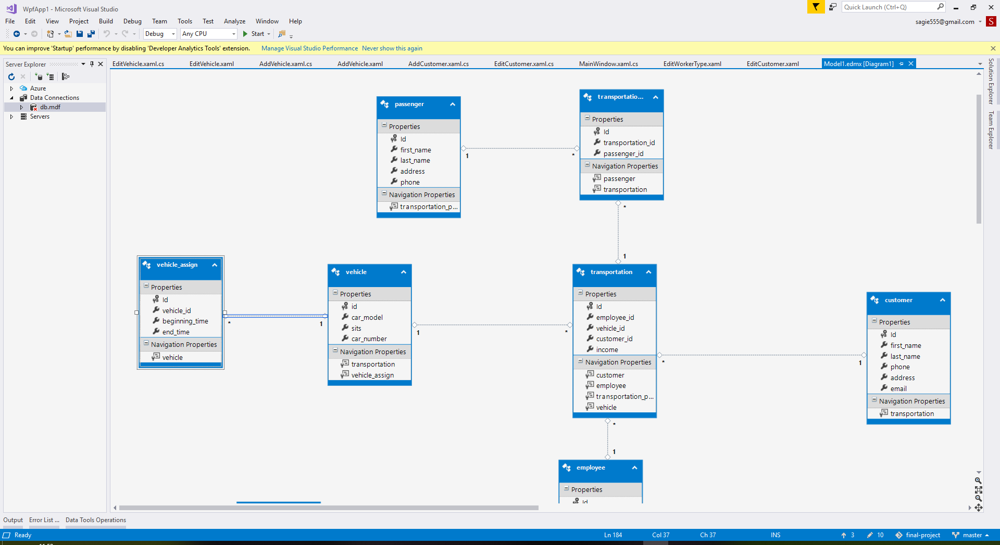 WpfApp1 - Microsoft Visual Studio
Quick Launch (Ctrl+Q)
File Edit View Project Build Debug Team Tools Test Analyze Window Help
sagie555@gmail.com S
Debug Any CPU Start
You can improve 'Startup' performance by disabling 'Developer Analytics Tools' extension. Manage Visual Studio Performance Never show this again
Server Explorer
EditVehicle.xaml.cs EditVehicle.xaml AddVehicle.xaml.cs AddVehicle.xaml AddCustomer.xaml.cs EditCustomer.xaml.cs MainWindow.xaml.cs EditWorkerType.xaml EditCustomer.xaml Model1.edmx [Diagram1]
Azure
Data Connections
db.mdf
Servers
Solution Explorer
Team Explorer
passenger
Properties
Id
first_name
last_name
address
phone
Navigation Properties
transportation_p...
1
*
transportatio...
Properties
Id
transportation_id
passenger_id
Navigation Properties
passenger
transportation
*
1
vehicle_assign
Properties
Id
vehicle_id
beginning_time
end_time
Navigation Properties
vehicle
*
1
vehicle
Properties
id
car_model
sits
car_number
Navigation Properties
transportation
vehicle_assign
1
*
transportation
Properties
Id
employee_id
vehicle_id
customer_id
income
Navigation Properties
customer
employee
transportation_p...
vehicle
*
1
customer
Properties
Id
first_name
last_name
phone
address
email
Navigation Properties
transportation
*
1
employee
Properties
Id
Output Error List ... Data Tools Operations
Ready Ln 184 Col 37 Ch 37 INS 3 10 final-project master